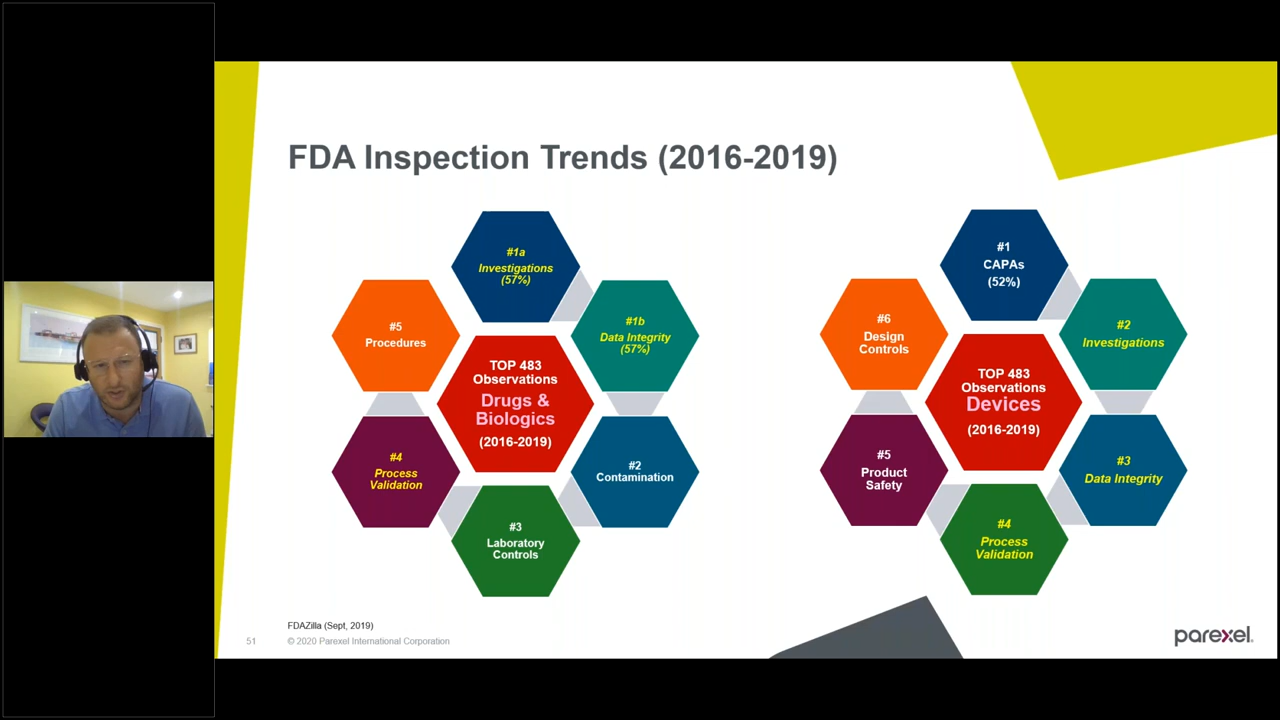 FDA Inspection Trends (2016-2019)
#1a
Investigations
(57%)
#1b
Data Integrity
(57%)
#2
Contamination
#3
Laboratory
Controls
#4
Process
Validation
#5
Procedures
TOP 483
Observations
Drugs &
Biologics
(2016-2019)
#1
CAPAs
(52%)
#2
Investigations
#3
Data Integrity
#4
Process
Validation
#5
Product
Safety
#6
Design
Controls
TOP 483
Observations
Devices
(2016-2019)
FDAZilla (Sept, 2019)
51
© 2020 Parexel International Corporation
parexel.